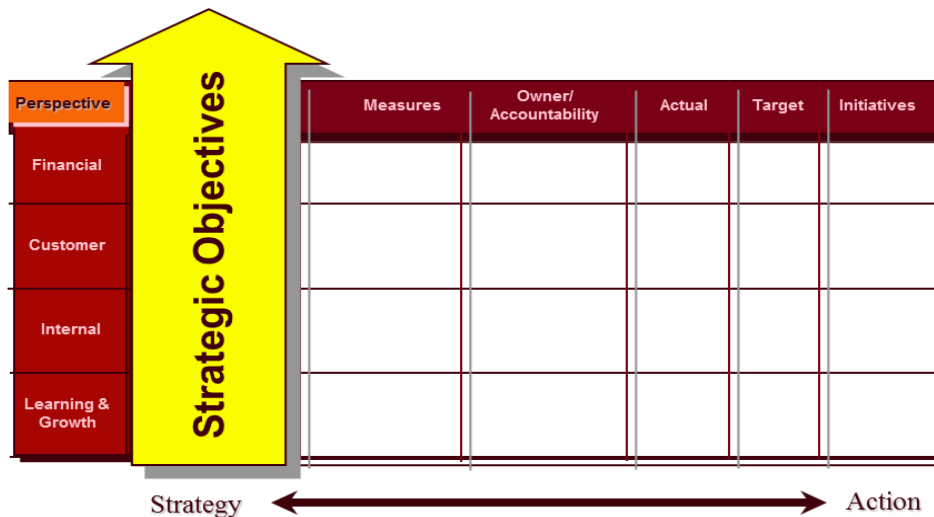 Perspective
Strategic Objectives
Measures
Owner/
Accountability
Actual
Target
Initiatives
Financial
Customer
Internal
Learning &
Growth
Strategy
Action